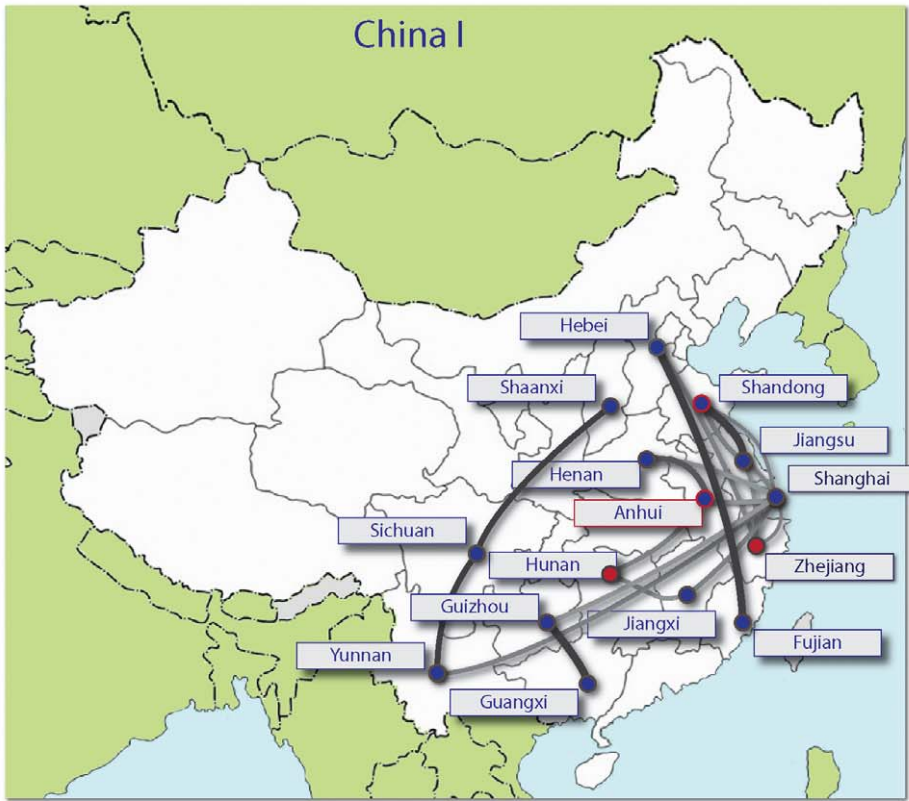 China I
Hebei
Shaanxi
Shandong
Jiangsu
Henan
Shanghai
Anhui
Sichuan
Hunan
Zhejiang
Guizhou
Jiangxi
Fujian
Yunnan
Guangxi